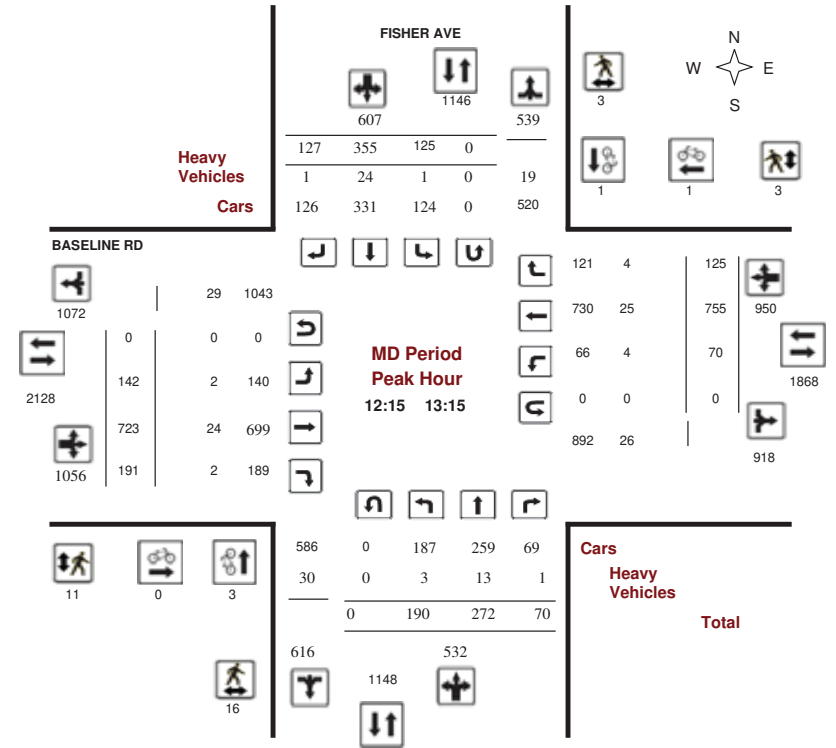 FISHER AVE
N
W E
S
1146
3
607 539
127 355 125 0
Heavy
Vehicles 1 24 1 0 19
Cars 126 331 124 0 520
1 1 3
BASELINE RD
1072
29 1043
0 0 0
142 2 140
2128
723 24 699
1056
191 2 189
MD Period
Peak Hour
12:15 13:15
121 4 125
730 25 755 950
66 4 70
1868
0 0 0
892 26
918
11 0 3
586 0 187 259 69 Cars
30 0 3 13 1 Heavy
Vehicles
0 190 272 70 Total
616 532
1148
16